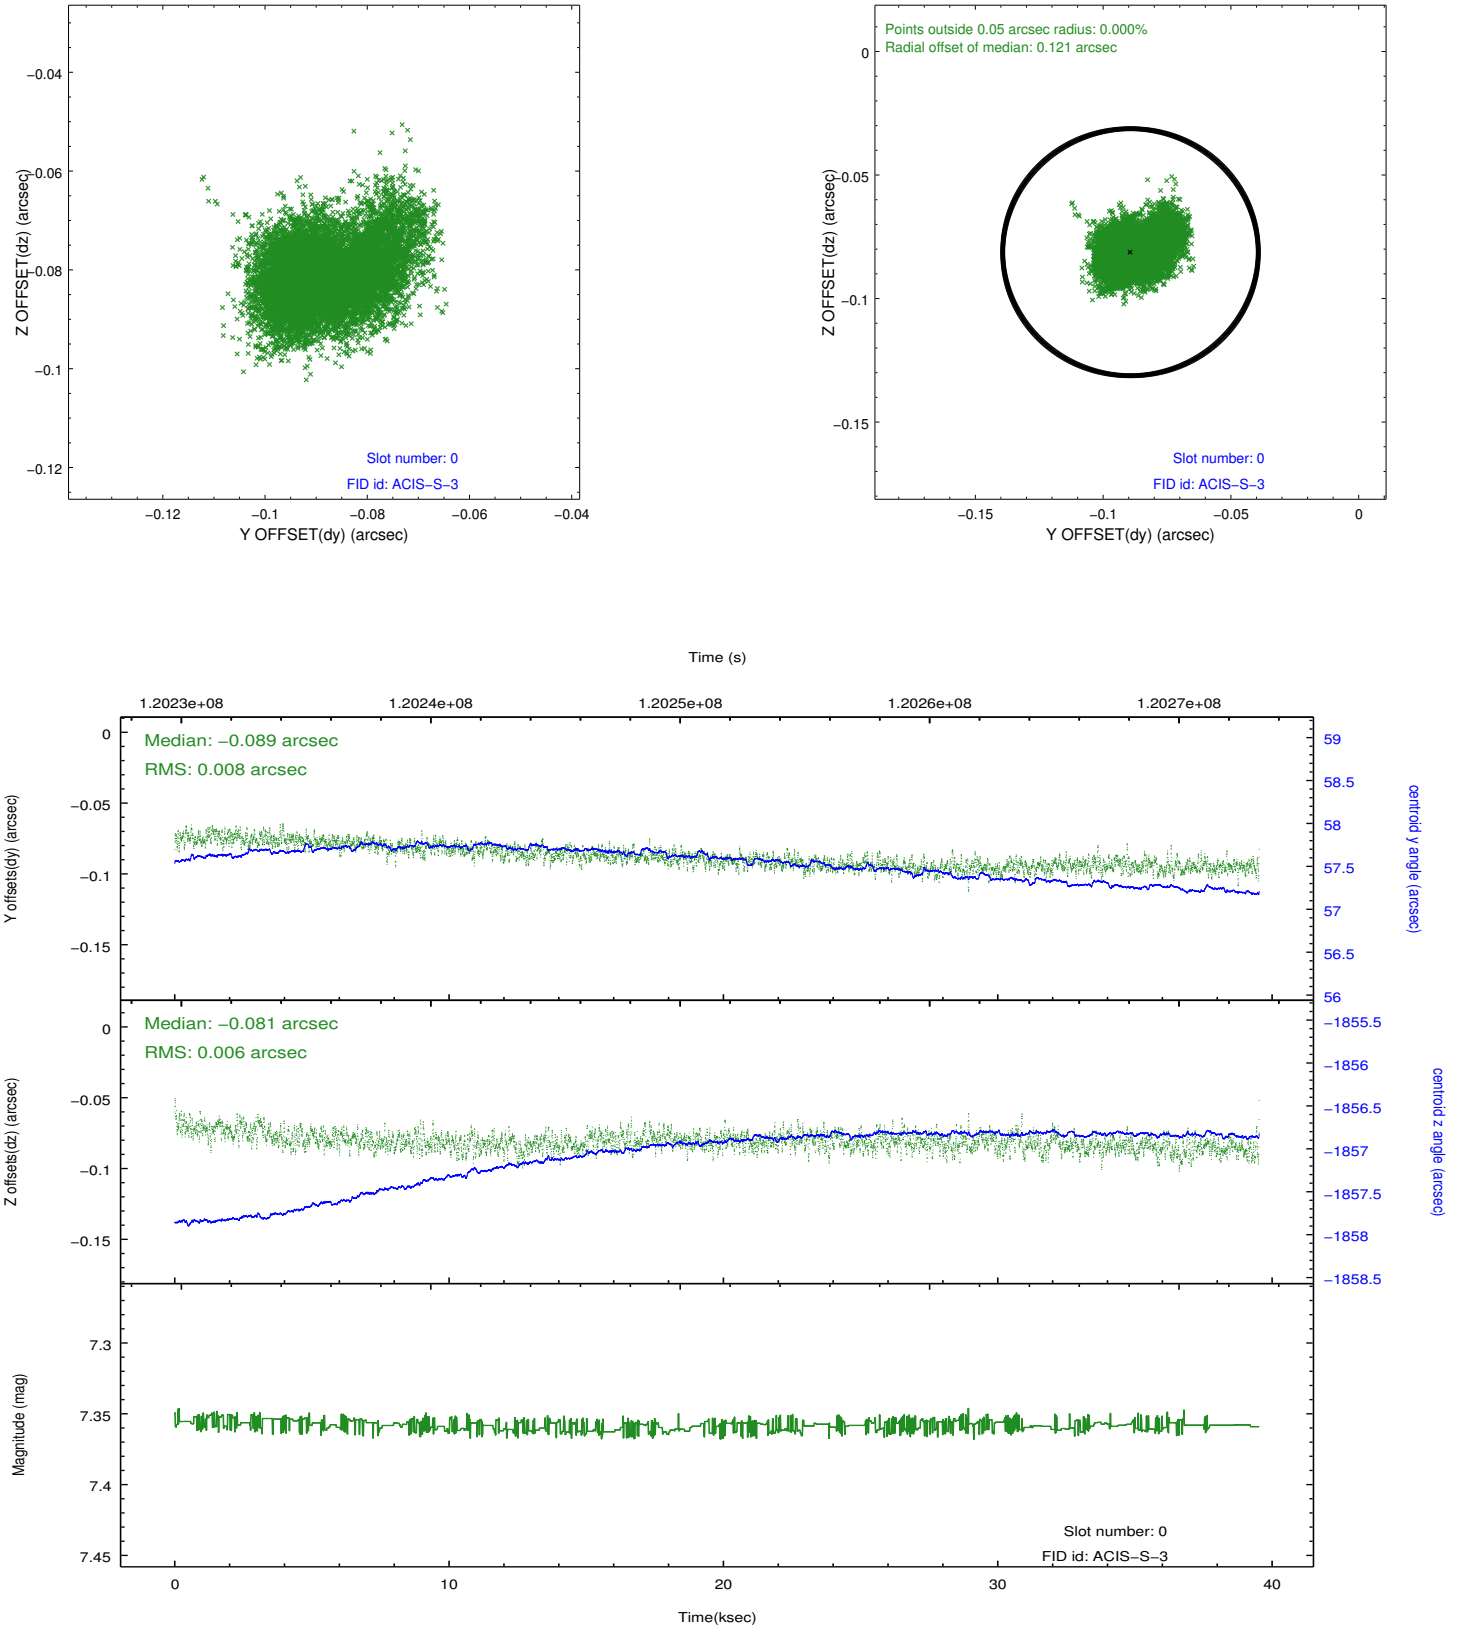 −0.04
−0.06
−0.08
−0.1
−0.12
Z OFFSET(dz) (arcsec)
Slot number: 0
FID id: ACIS−S−3
−0.12
−0.1
−0.08
−0.06
−0.04
Y OFFSET(dy) (arcsec)
Points outside 0.05 arcsec radius: 0.000%
Radial offset of median: 0.121 arcsec
0
−0.05
−0.1
−0.15
Z OFFSET(dz) (arcsec)
Slot number: 0
FID id: ACIS−S−3
−0.15
−0.1
−0.05
0
Y OFFSET(dy) (arcsec)
Time (s)
1.2023e+08
1.2024e+08
1.2025e+08
1.2026e+08
1.2027e+08
Median: −0.089 arcsec
RMS: 0.008 arcsec
0
−0.05
−0.1
−0.15
Y offsets(dy) (arcsec)
59
58.5
58
57.5
57
56.5
56
centroid y angle (arcsec)
Median: −0.081 arcsec
RMS: 0.006 arcsec
0
−0.05
−0.1
−0.15
Z offsets(dz) (arcsec)
−1855.5
−1856
−1856.5
−1857
−1857.5
−1858
−1858.5
centroid z angle (arcsec)
7.3
7.35
7.4
7.45
Magnitude (mag)
Slot number: 0
FID id: ACIS−S−3
0
10
20
30
40
Time(ksec)